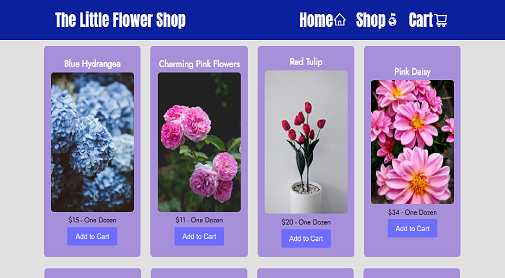 The Little Flower Shop
Home Shop Cart
Blue Hydrangea
$15 - One Dozen
Add to Cart
Charming Pink Flowers
$11 - One Dozen
Add to Cart
Red Tulip
$20 - One Dozen
Add to Cart
Pink Daisy
$34 - One Dozen
Add to Cart